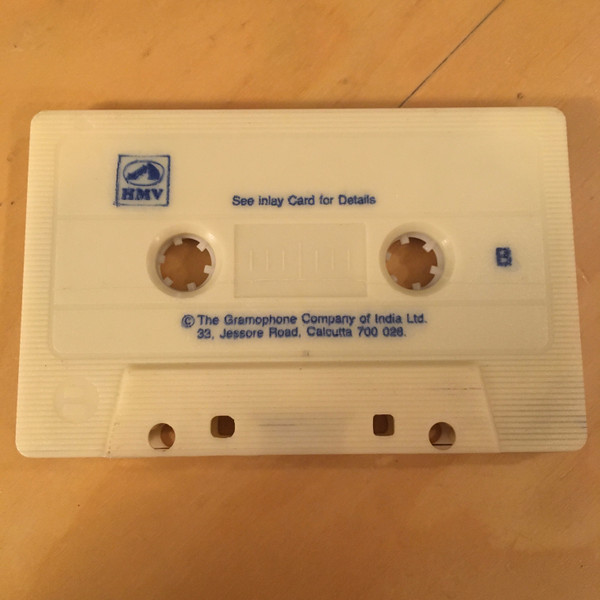 HMV
See inlay Card for Details
B
© The Gramophone Company of India Ltd.
33, Jessore Road, Calcutta 700 028.